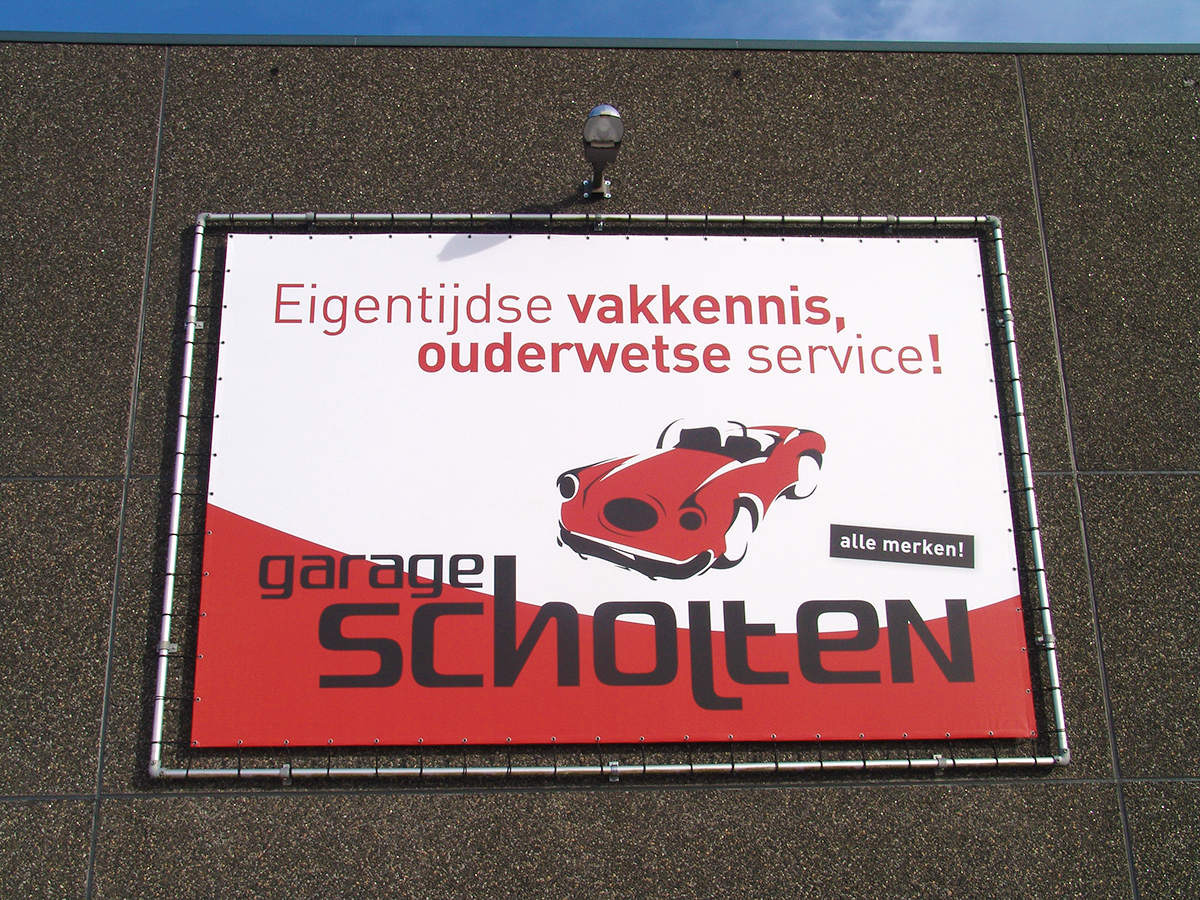 Eigentijdse vakkennis,
ouderwetse service!
alle merken!
garage
scholten